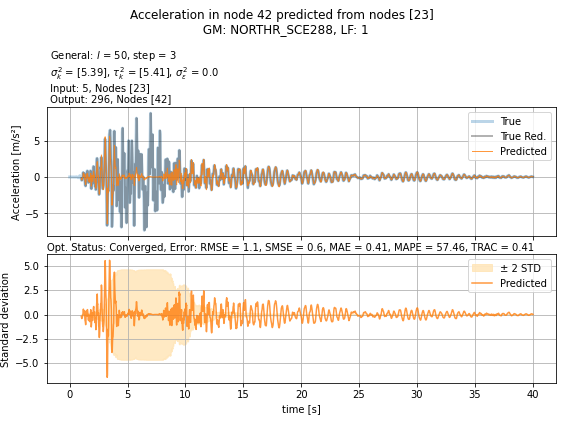 Acceleration in node 42 predicted from nodes [23]
GM: NORTHR_SCE288, LF: 1
General: l = 50, step = 3
σ²ₖ = [5.39], τ²ₖ = [5.41], σ²ε = 0.0
Input: 5, Nodes [23]
Output: 296, Nodes [42]
True
True Red.
Predicted
Acceleration [m/s²]
5
0
−5
Opt. Status: Converged, Error: RMSE = 1.1, SMSE = 0.6, MAE = 0.41, MAPE = 57.46, TRAC = 0.41
± 2 STD
Predicted
Standard deviation
5.0
2.5
0.0
−2.5
−5.0
0 5 10 15 20 25 30 35 40
time [s]